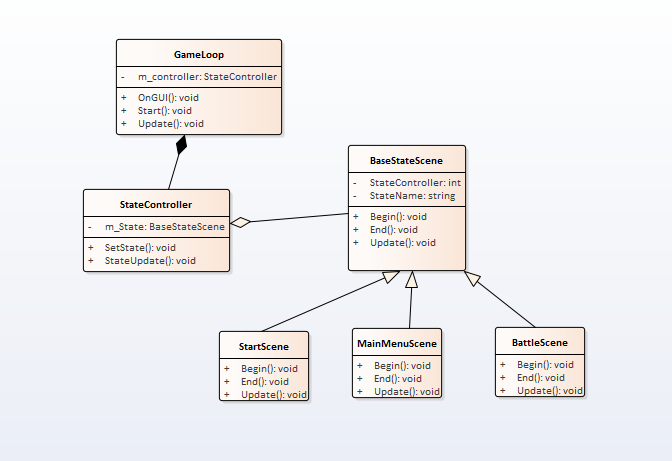 GameLoop
- m_controller: StateController
+ OnGUI(): void
+ Start(): void
+ Update(): void
BaseStateScene
- StateController: int
- StateName: string
+ Begin(): void
+ End(): void
+ Update(): void
StateController
- m_State: BaseStateScene
+ SetState(): void
+ StateUpdate(): void
StartScene
+ Begin(): void
+ End(): void
+ Update(): void
MainMenuScene
+ Begin(): void
+ End(): void
+ Update(): void
BattleScene
+ Begin(): void
+ End(): void
+ Update(): void